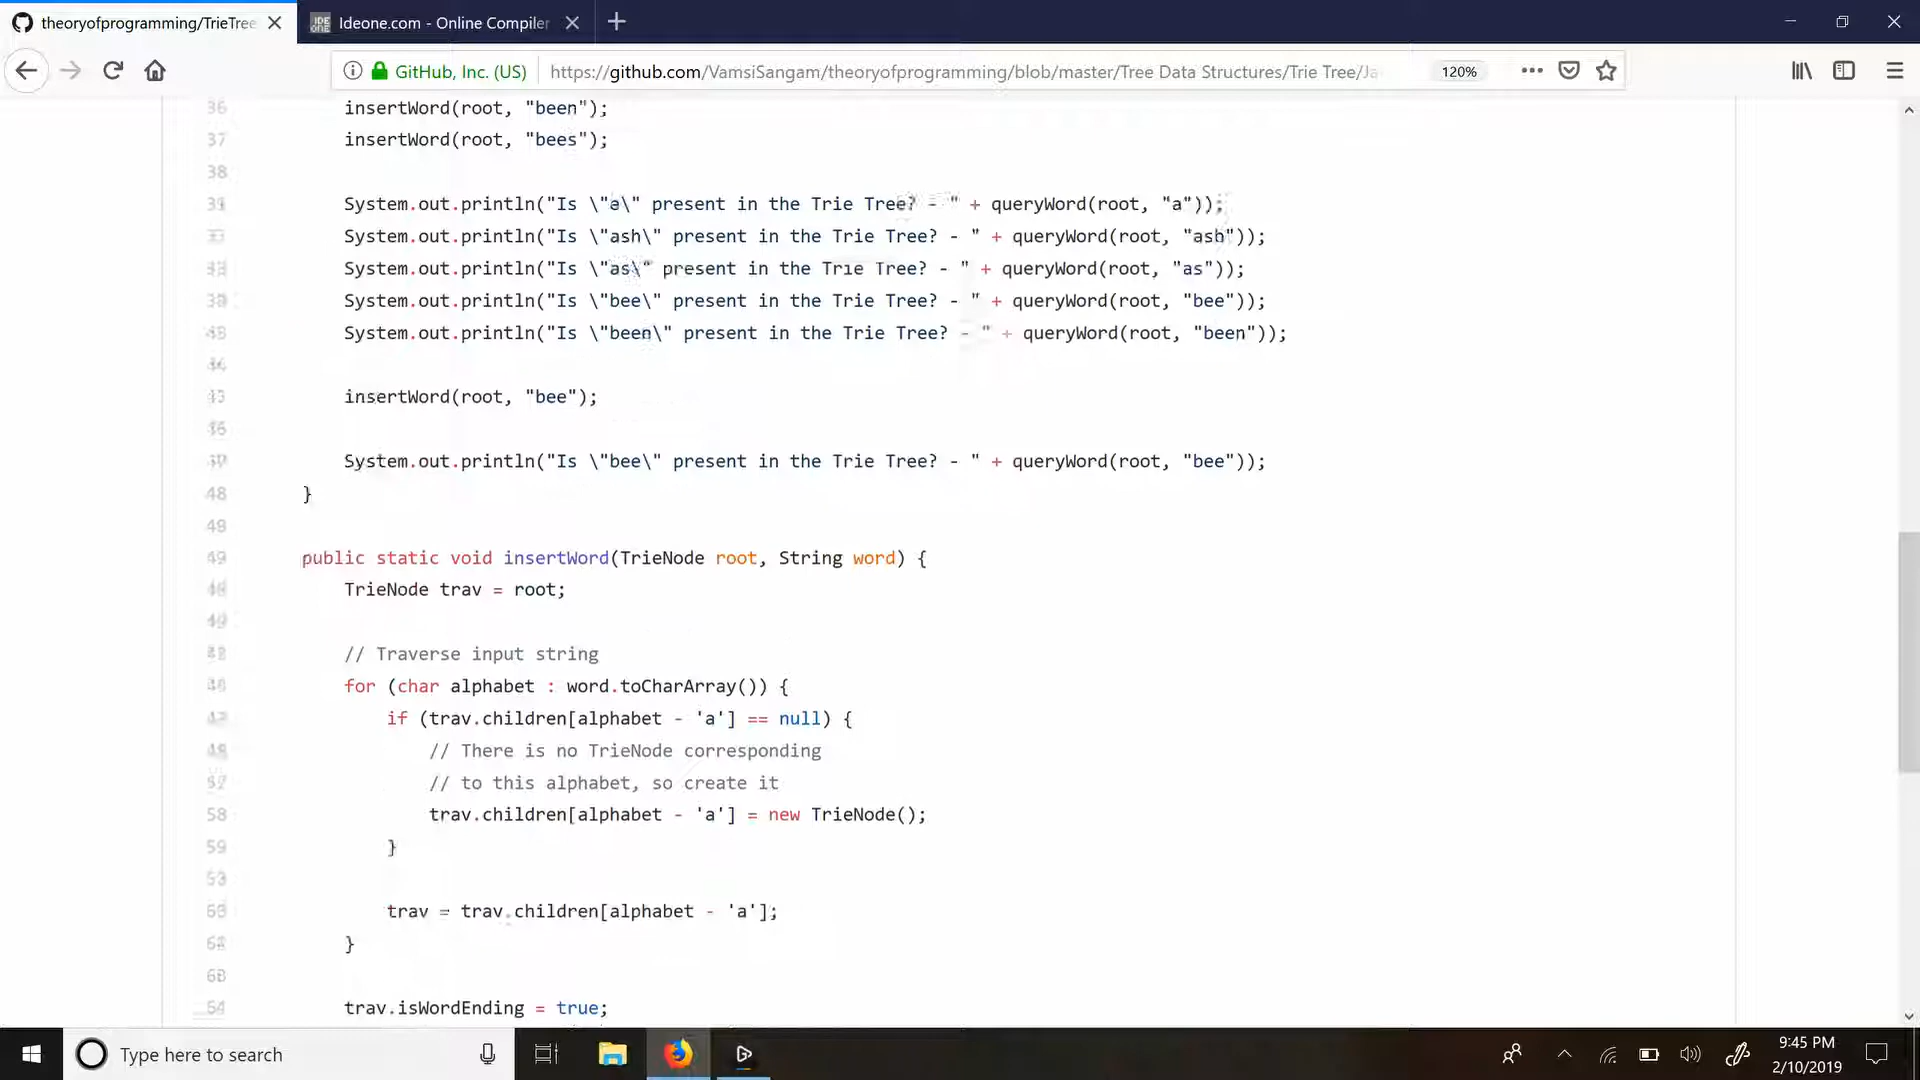 theoryofprogramming/TrieTree
Ideone.com - Online Compiler
GitHub, Inc. (US)
https://github.com/VamsiSangam/theoryofprogramming/blob/master/Tree Data Structures/Trie Tree/Ja
120%
36 insertWord(root, "been");
37 insertWord(root, "bees");
38
System.out.println("Is \"a\" present in the Trie Tree? - " + queryWord(root, "a"));
System.out.println("Is \"ash\" present in the Trie Tree? - " + queryWord(root, "ash"));
System.out.println("Is \"as\" present in the Trie Tree? - " + queryWord(root, "as"));
System.out.println("Is \"bee\" present in the Trie Tree? - " + queryWord(root, "bee"));
System.out.println("Is \"been\" present in the Trie Tree? - " + queryWord(root, "been"));
insertWord(root, "bee");
System.out.println("Is \"bee\" present in the Trie Tree? - " + queryWord(root, "bee"));
48 }
49
public static void insertWord(TrieNode root, String word) {
TrieNode trav = root;
// Traverse input string
for (char alphabet : word.toCharArray()) {
if (trav.children[alphabet - 'a'] == null) {
// There is no TrieNode corresponding
// to this alphabet, so create it
58 trav.children[alphabet - 'a'] = new TrieNode();
59 }
trav = trav.children[alphabet - 'a'];
}
trav.isWordEnding = true;
Type here to search
9:45 PM
2/10/2019